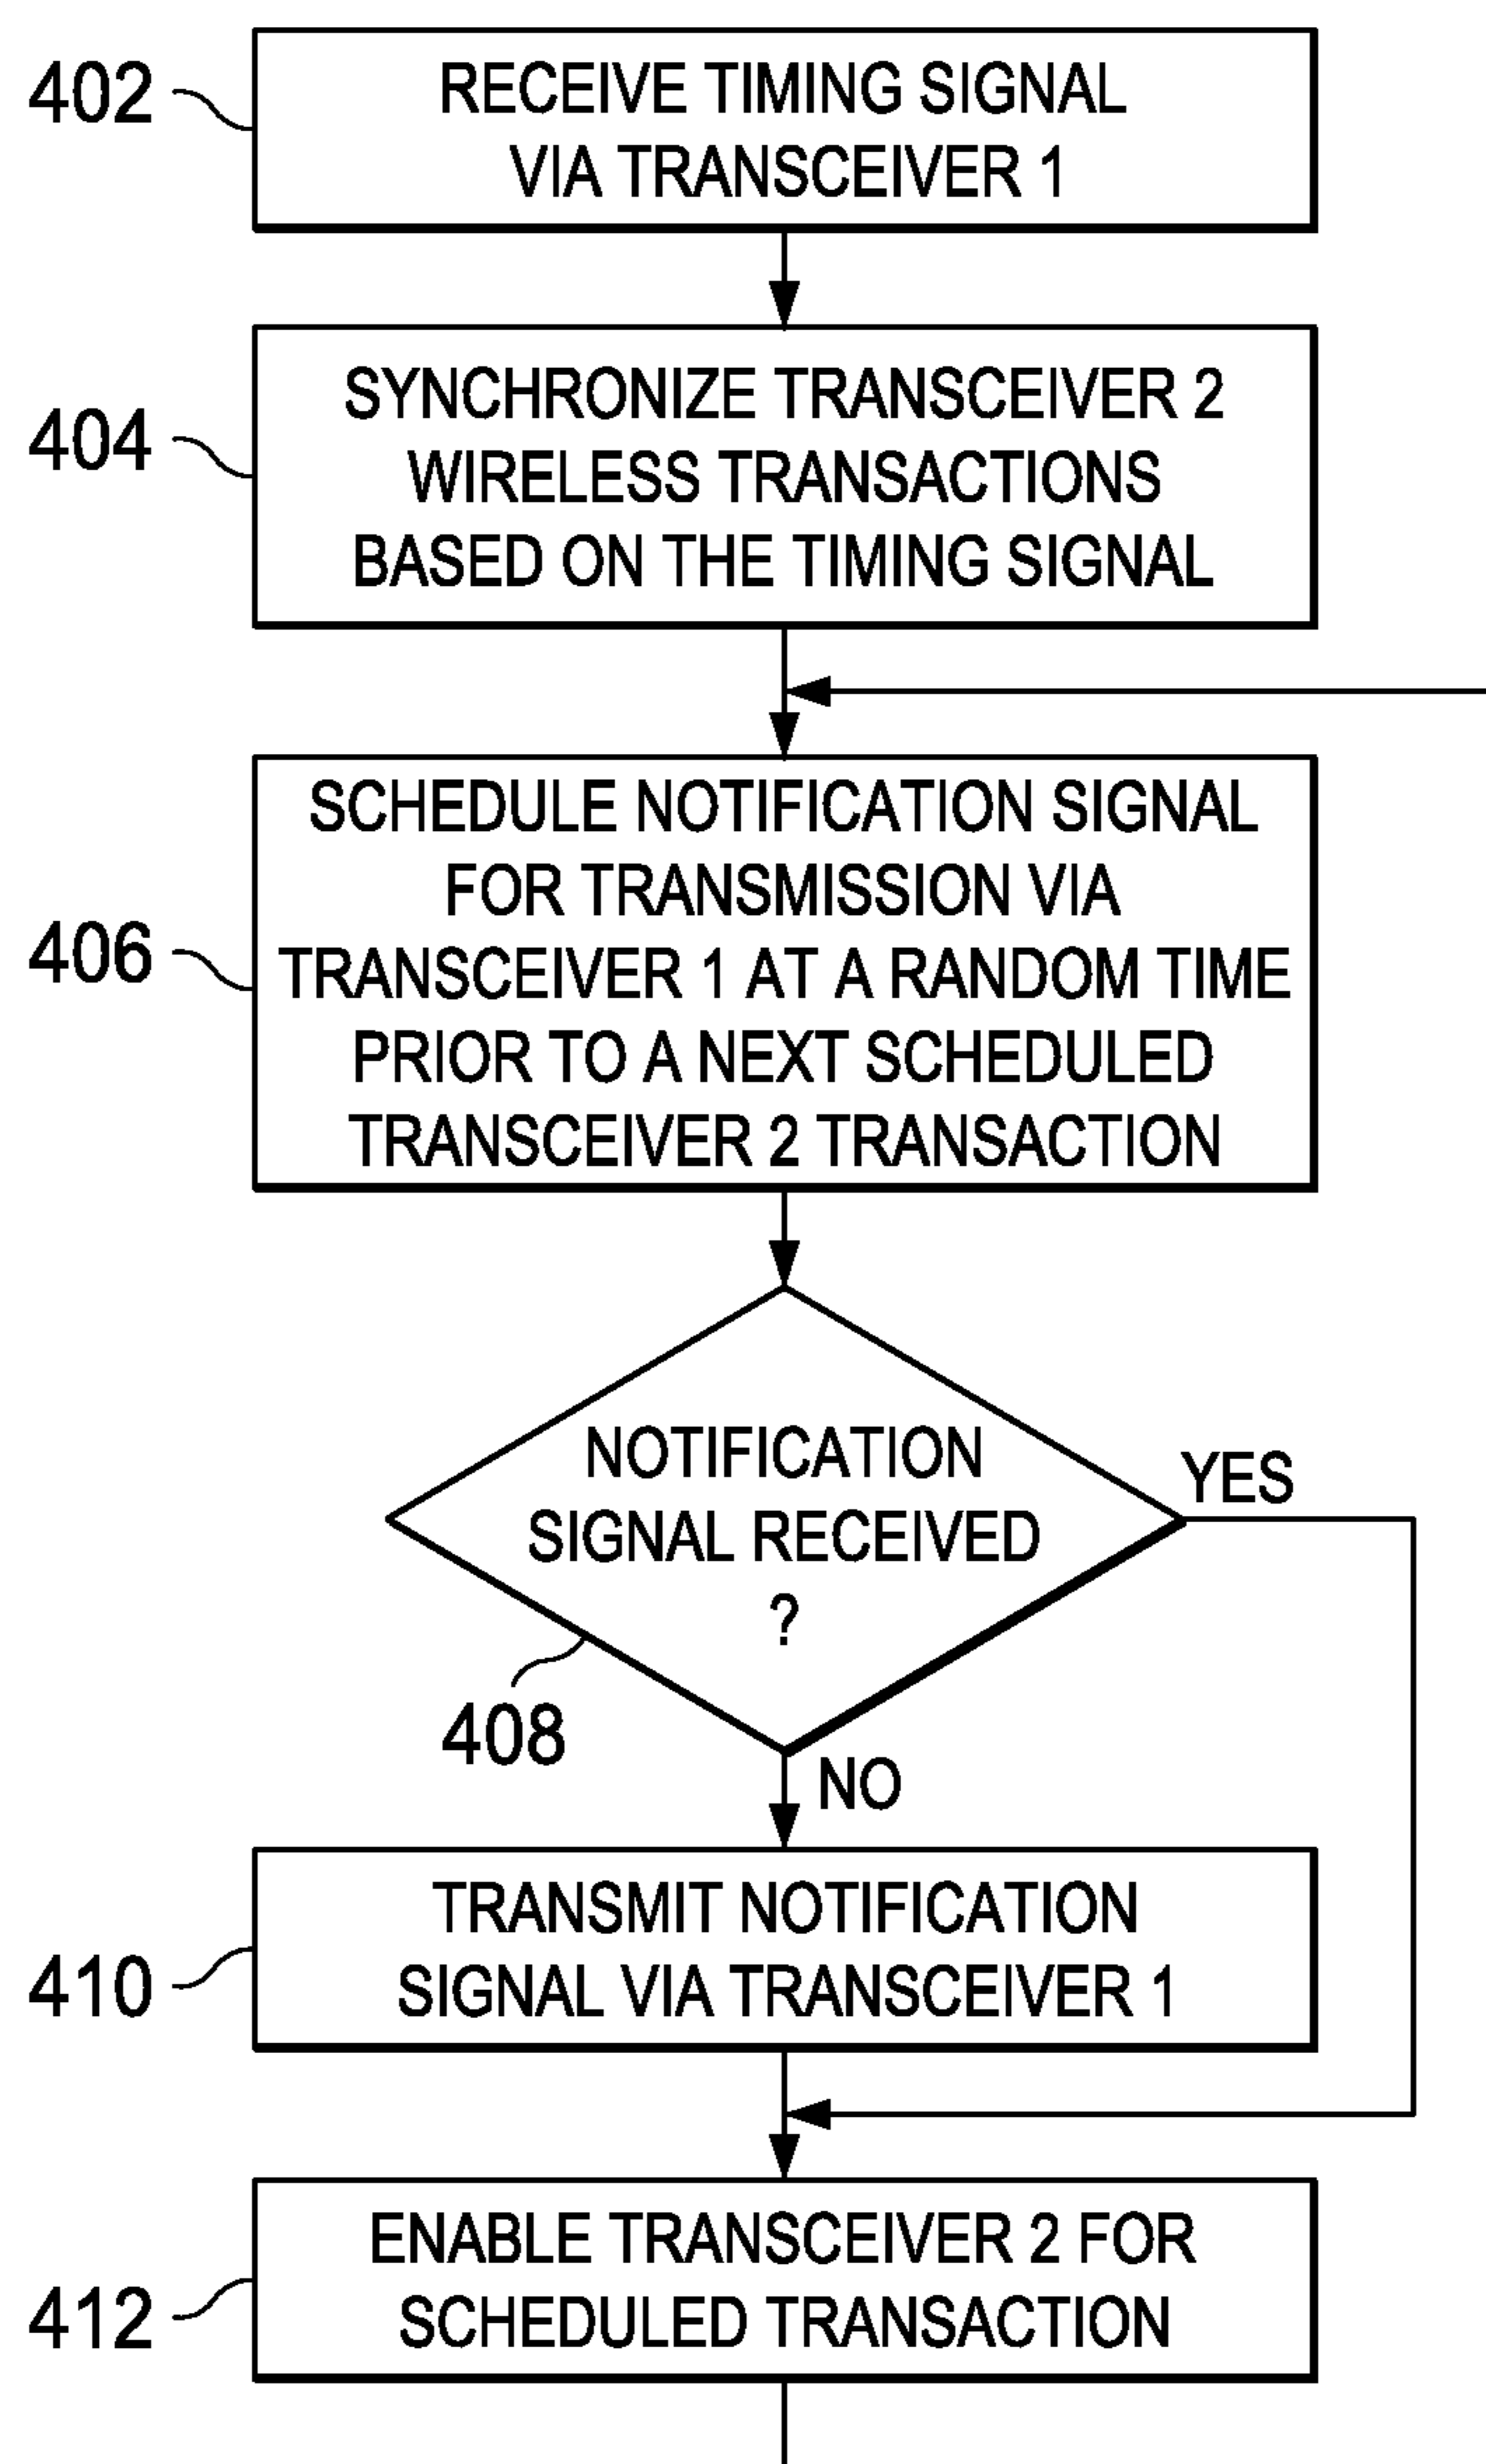 402
RECEIVE TIMING SIGNAL
VIA TRANSCEIVER 1
404
SYNCHRONIZE TRANSCEIVER 2
WIRELESS TRANSACTIONS
BASED ON THE TIMING SIGNAL
406
SCHEDULE NOTIFICATION SIGNAL
FOR TRANSMISSION VIA
TRANSCEIVER 1 AT A RANDOM TIME
PRIOR TO A NEXT SCHEDULED
TRANSCEIVER 2 TRANSACTION
NOTIFICATION
SIGNAL RECEIVED
?
YES
408
NO
410
TRANSMIT NOTIFICATION
SIGNAL VIA TRANSCEIVER 1
412
ENABLE TRANSCEIVER 2 FOR
SCHEDULED TRANSACTION